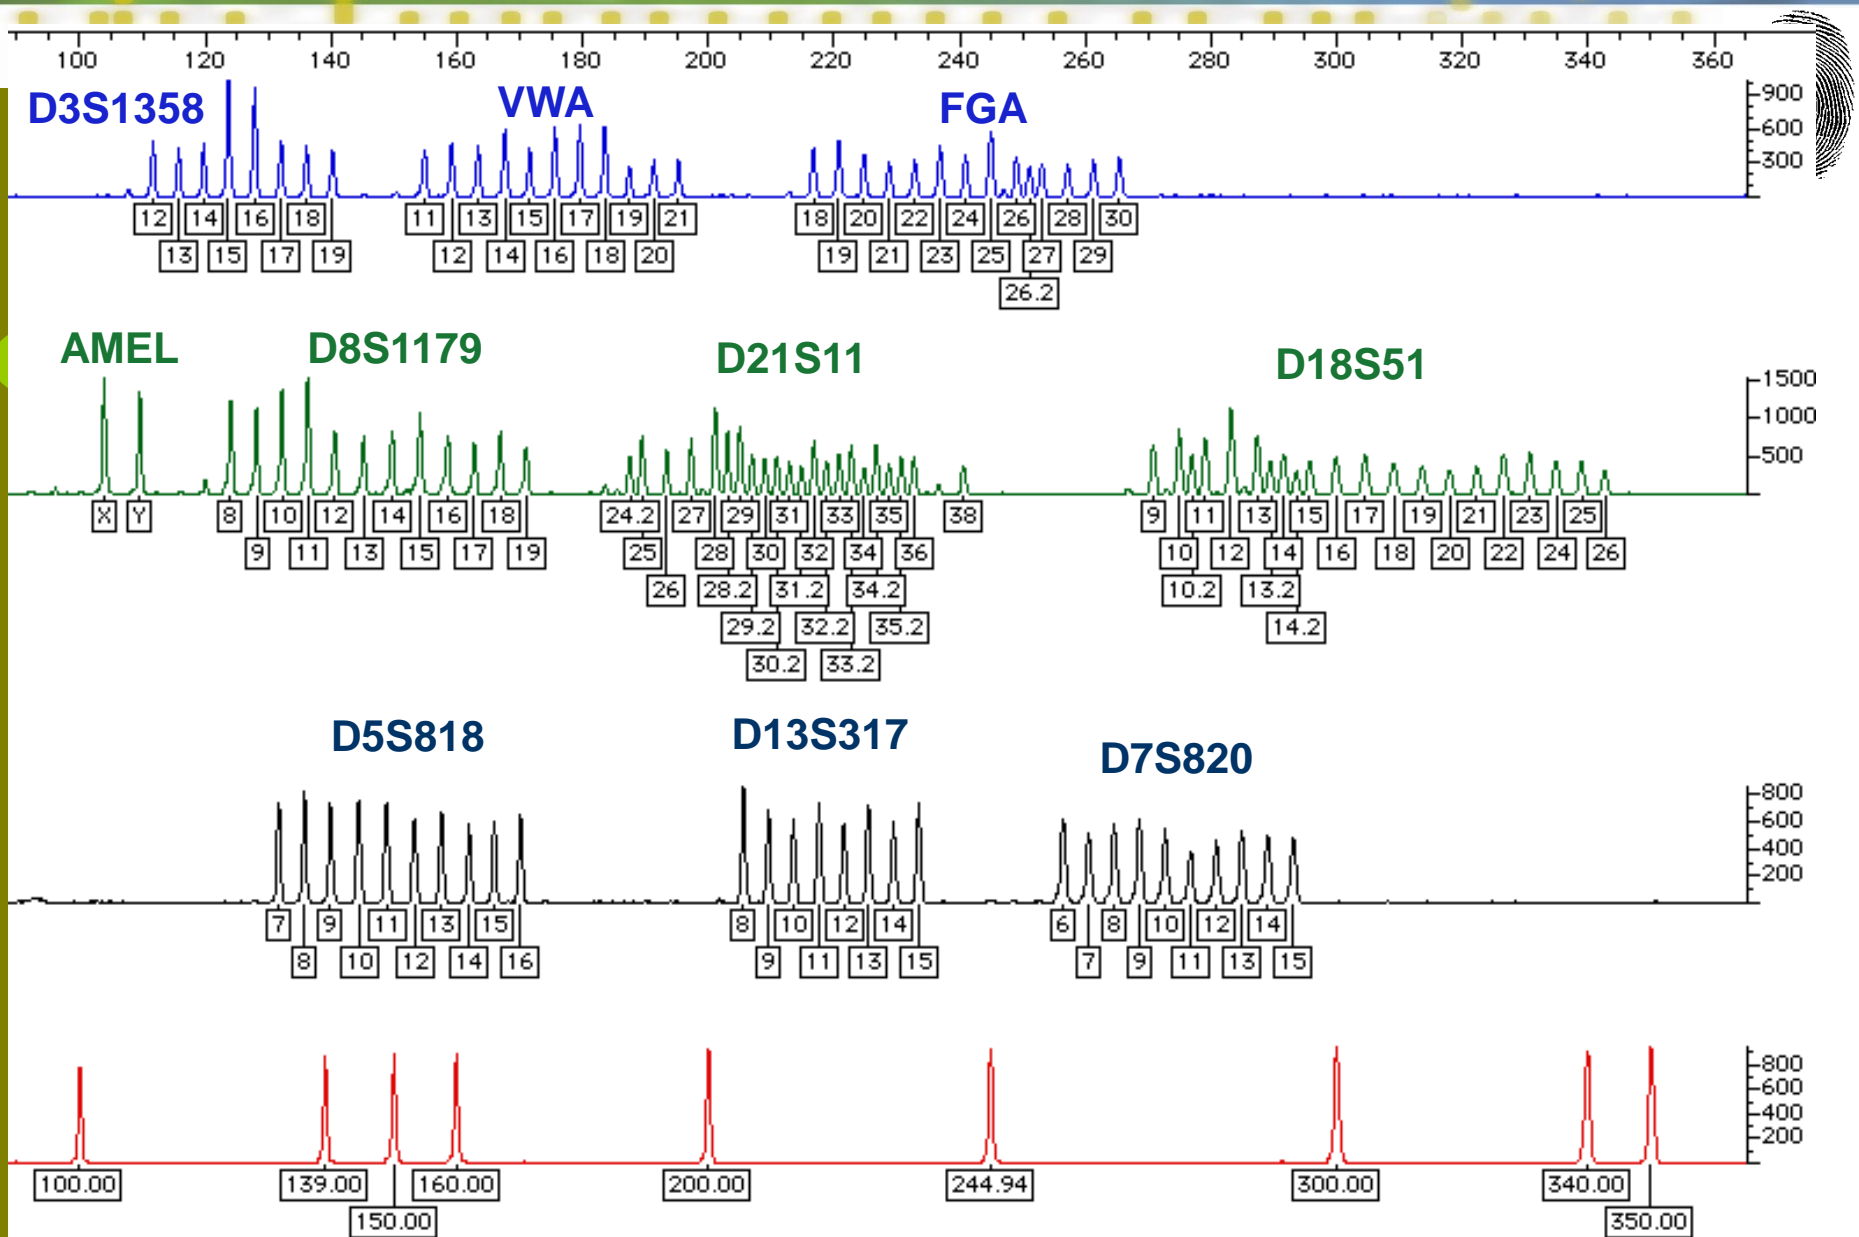 100 120 140 160 180 200 220 240 260 280 300 320 340 360
D3S1358 VWA FGA
900
600
300
12 14 16 18 11 13 15 17 19 21 18 20 22 24 26 28 30
13 15 17 19 12 14 16 18 20 19 21 23 25 27 29
26.2
AMEL D8S1179 D21S11 D18S51
1500
1000
500
X Y 8 10 12 14 16 18 24.2 27 29 31 33 35 38 9 11 13 15 17 19 21 23 25
9 11 13 15 17 19 25 28 30 32 34 36 10 12 14 16 18 20 22 24 26
26 28.2 31.2 34.2 10.2 13.2
29.2 32.2 35.2 14.2
30.2 33.2
D5S818 D13S317 D7S820
800
600
400
200
7 9 11 13 15 8 10 12 14 6 8 10 12 14
8 10 12 14 16 9 11 13 15 7 9 11 13 15
800
600
400
200
100.00 139.00 160.00 200.00 244.94 300.00 340.00
150.00 350.00